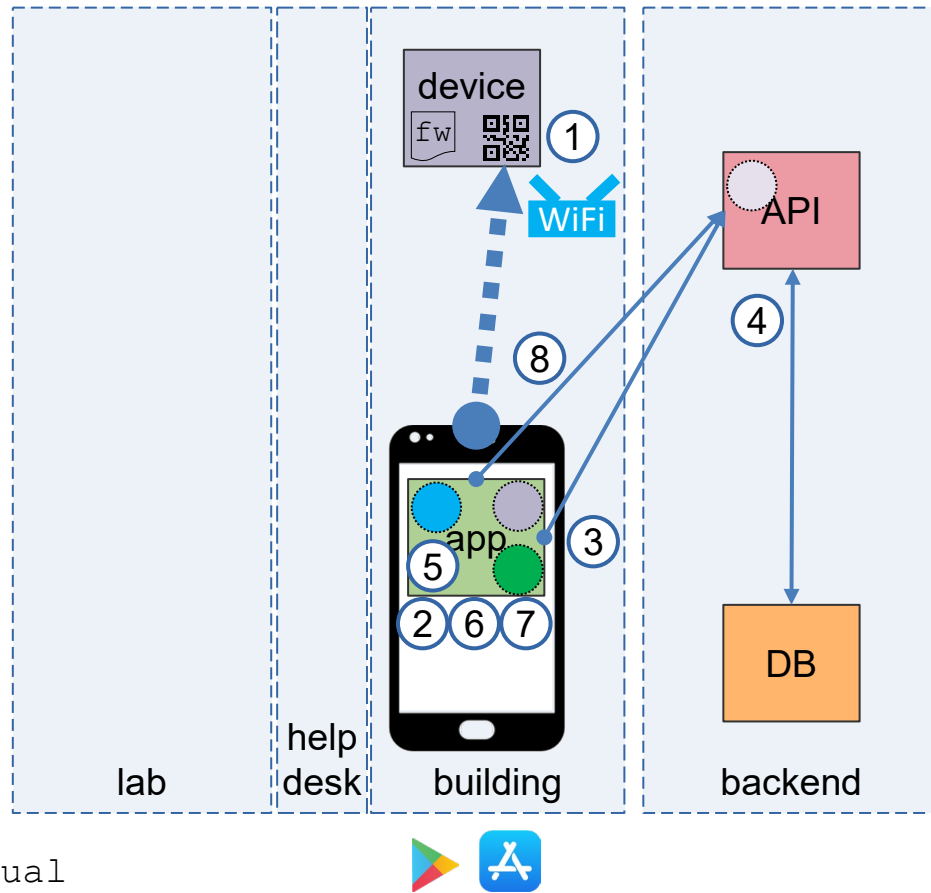 device
fw
1
WiFi
API
4
8
app
3
5
2 6 7
DB
help
desk
lab
building
backend
ual